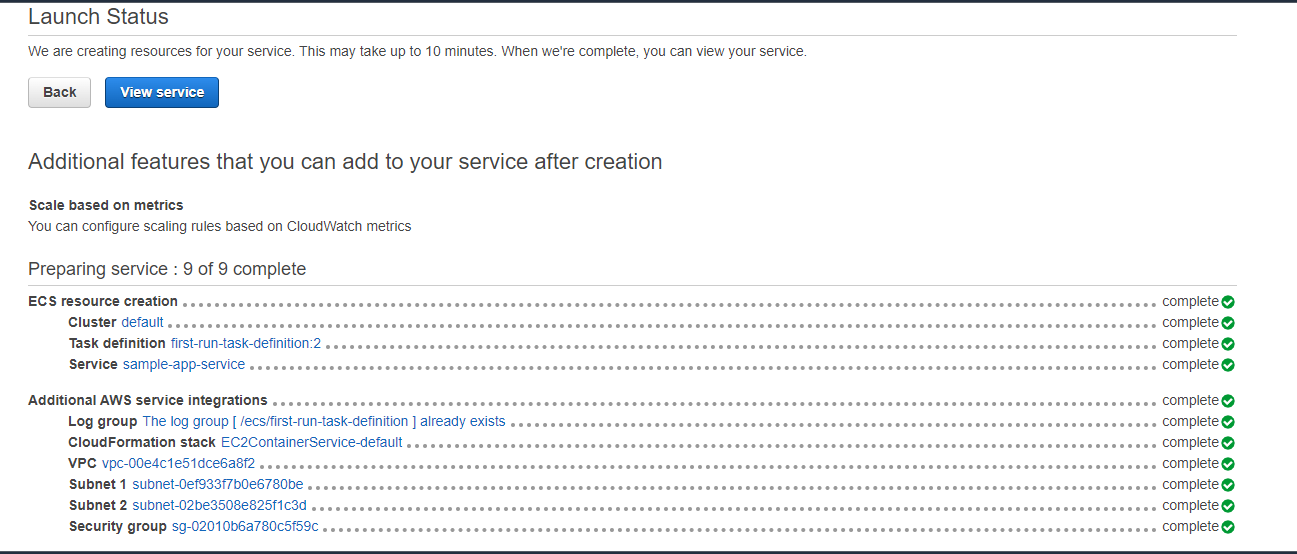 Launch Status
We are creating resources for your service. This may take up to 10 minutes. When we're complete, you can view your service.
Back View service
Additional features that you can add to your service after creation
Scale based on metrics
You can configure scaling rules based on CloudWatch metrics
Preparing service : 9 of 9 complete
ECS resource creation complete
Cluster default complete
Task definition first-run-task-definition:2 complete
Service sample-app-service complete
Additional AWS service integrations complete
Log group The log group [ /ecs/first-run-task-definition ] already exists complete
CloudFormation stack EC2ContainerService-default complete
VPC vpc-00e4c1e51dce6a8f2 complete
Subnet 1 subnet-0ef933f7b0e6780be complete
Subnet 2 subnet-02be3508e825f1c3d complete
Security group sg-02010b6a780c5f59c complete